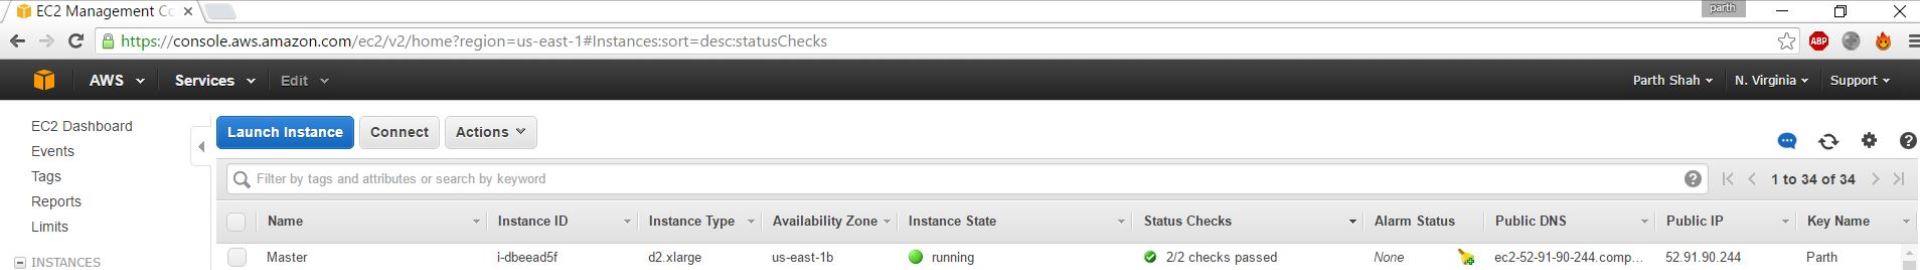 EC2 Management Co
parth
https://console.aws.amazon.com/ec2/v2/home?region=us-east-1#Instances:sort=desc:statusChecks
ABP
AWS Services Edit Parth Shah N. Virginia Support
EC2 Dashboard
Events
Tags
Reports
Limits
INSTANCES
Launch Instance Connect Actions
Filter by tags and attributes or search by keyword
1 to 34 of 34
Name Instance ID Instance Type Availability Zone Instance State Status Checks Alarm Status Public DNS Public IP Key Name
Master i-dbeead5f d2.xlarge us-east-1b running 2/2 checks passed None ec2-52-91-90-244.comp... 52.91.90.244 Parth